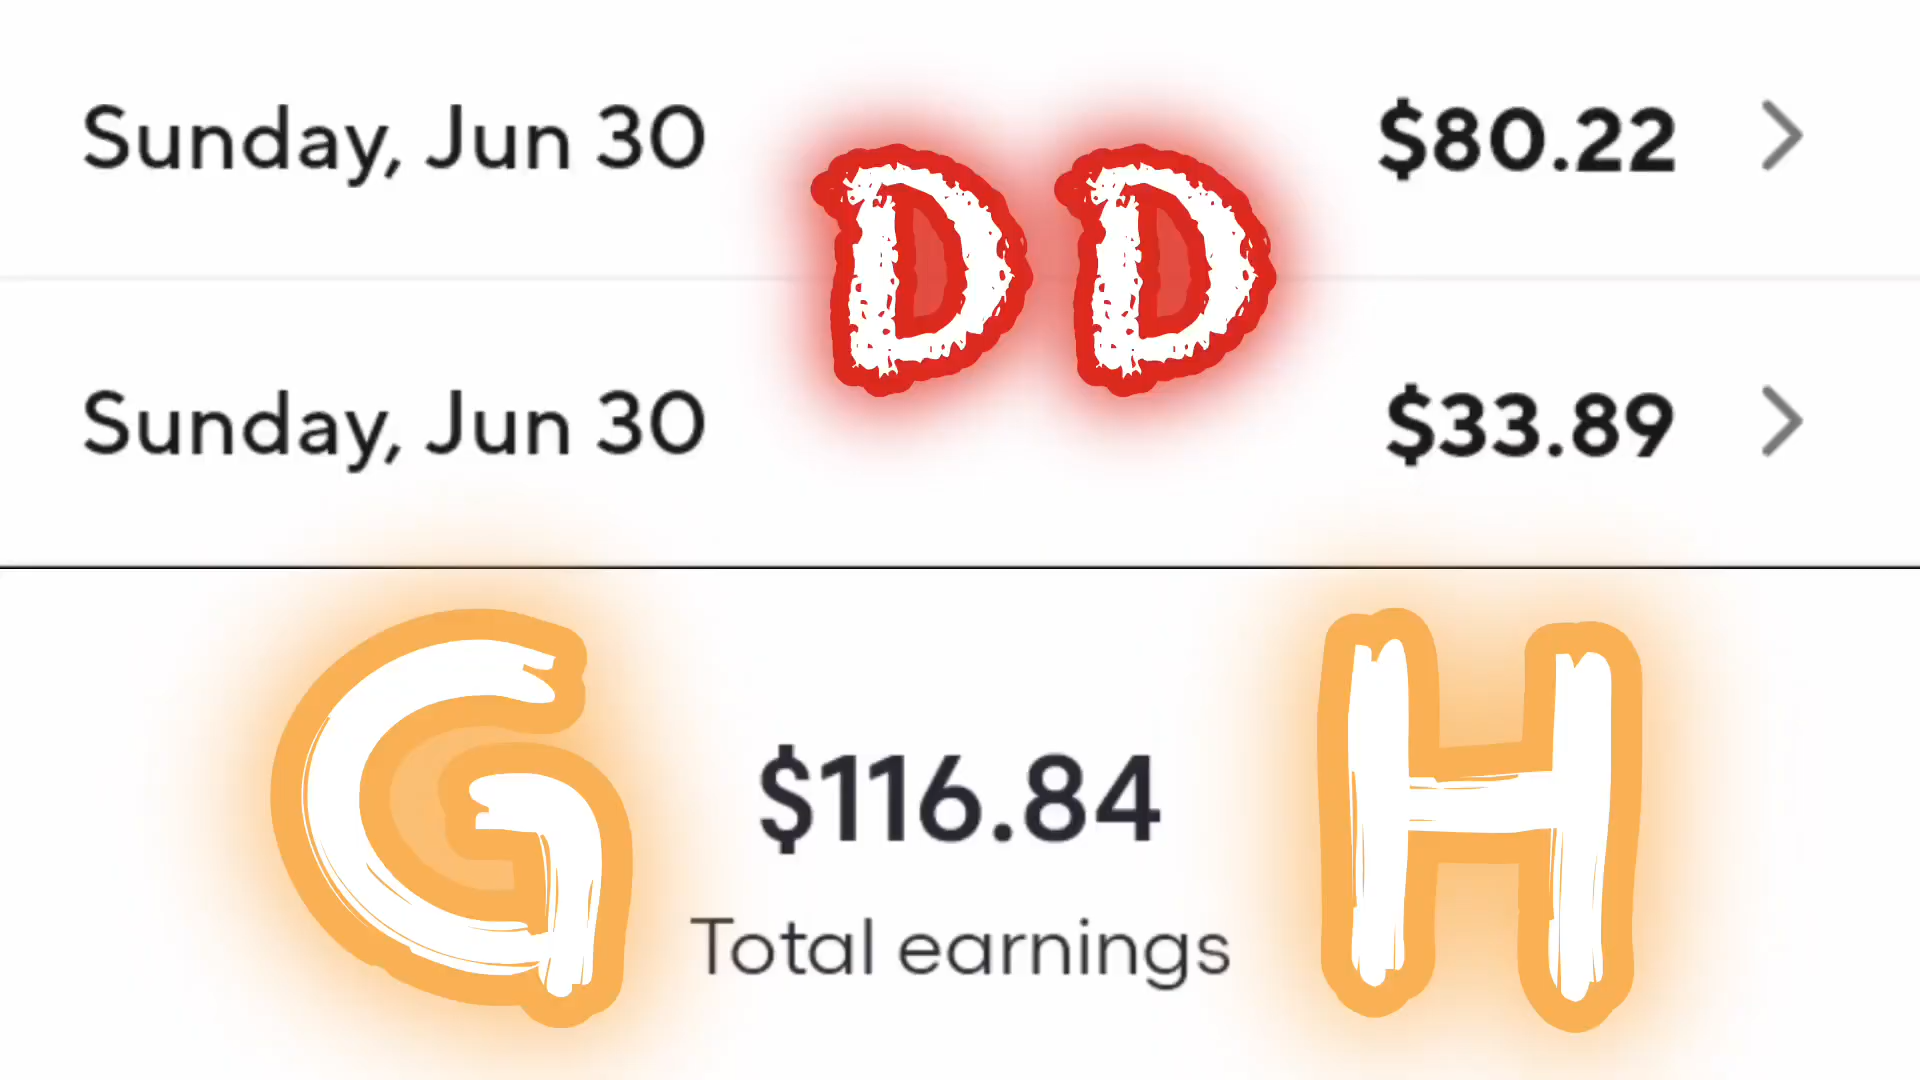 Sunday, Jun 30 $80.22
DD
Sunday, Jun 30 $33.89
G H
$116.84
Total earnings